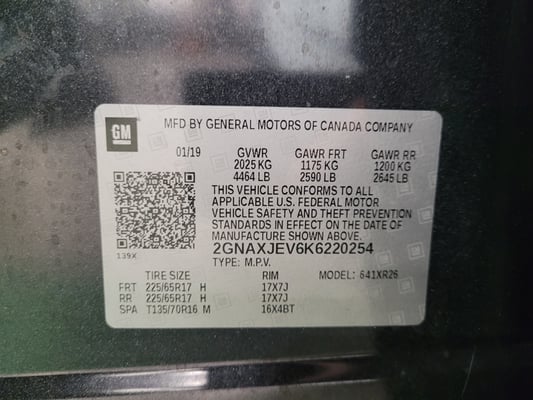 GM
MFD BY GENERAL MOTORS OF CANADA COMPANY
01/19 GVWR GAWR FRT GAWR RR
2025 KG 1175 KG 1200 KG
4464 LB 2590 LB 2645 LB
THIS VEHICLE CONFORMS TO ALL
APPLICABLE U.S. FEDERAL MOTOR
VEHICLE SAFETY AND THEFT PREVENTION
STANDARDS IN EFFECT ON THE DATE OF
MANUFACTURE SHOWN ABOVE.
2GNAXJEV6K6220254
139X
TYPE: M.P.V.
TIRE SIZE RIM MODEL: 641XR26
FRT 225/65R17 H 17X7J
RR 225/65R17 H 17X7J
SPA T135/70R16 M 16X4BT